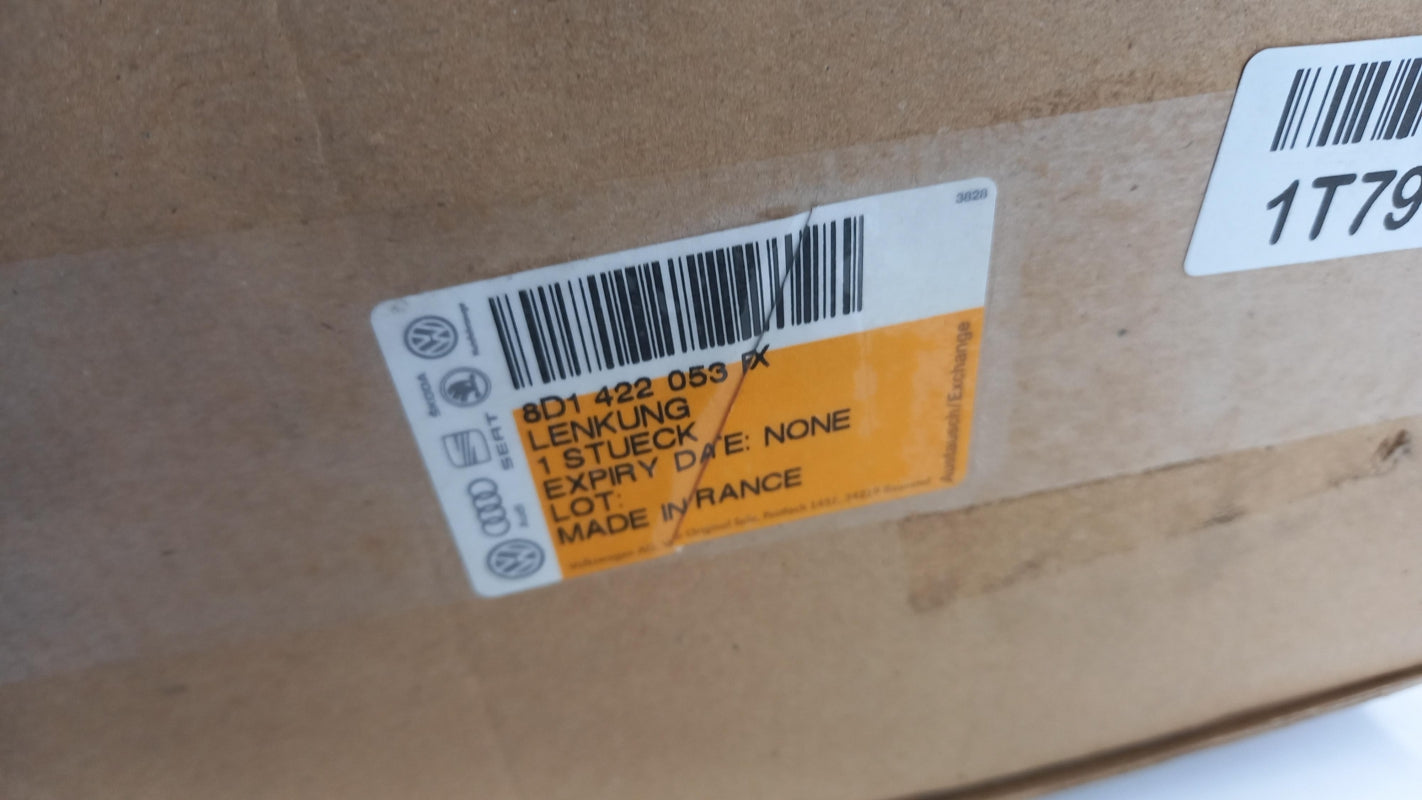 3828
8D1 422 053 FX
LENKUNG
1 STUECK
EXPIRY DATE: NONE
LOT:
MADE IN FRANCE
Austausch/Exchange
ŠKODA
SEAT
Audi
1T79